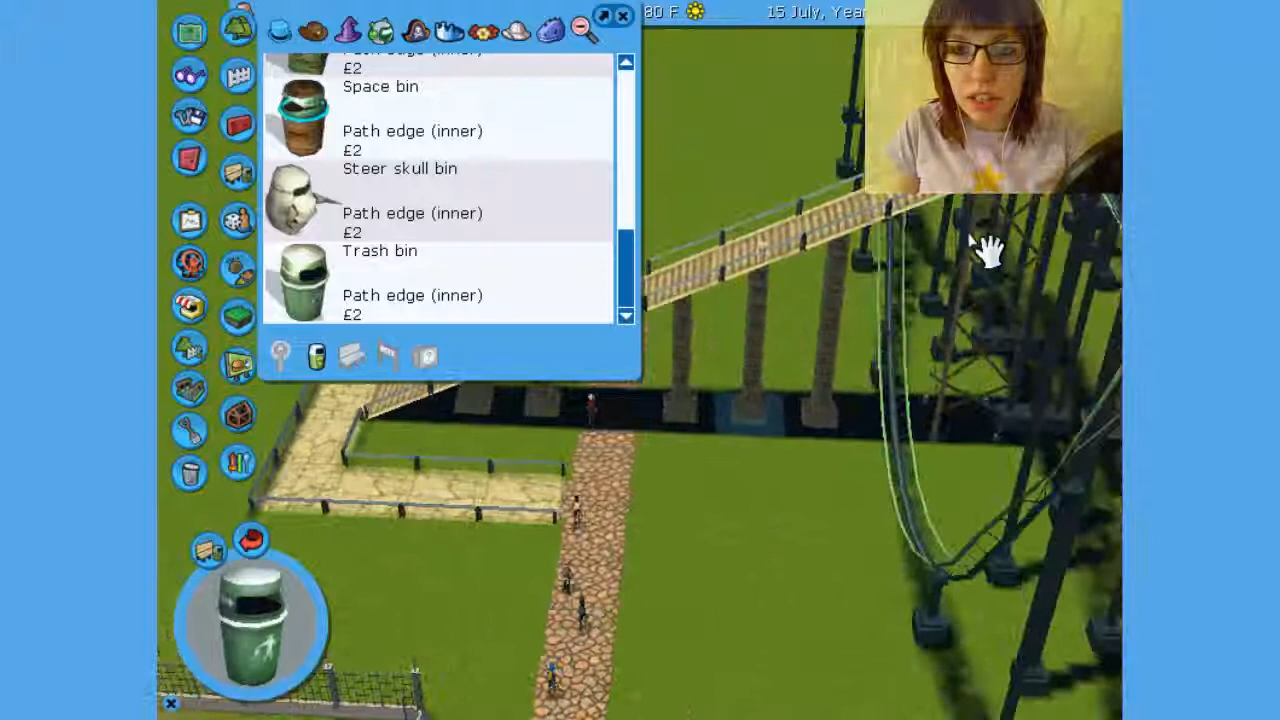 80 F 15 July, Year
£2
Space bin
Path edge (inner)
£2
Steer skull bin
Path edge (inner)
£2
Trash bin
Path edge (inner)
£2